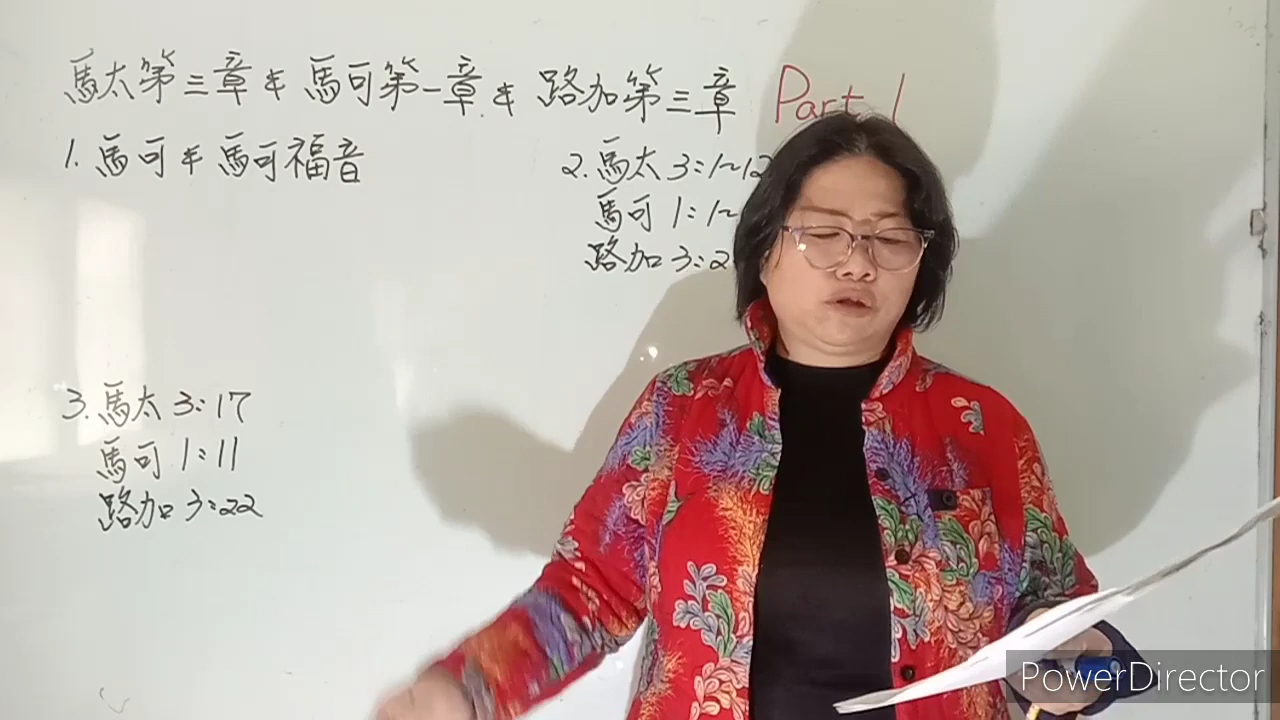 馬太第三章 & 馬可第一章 & 路加第三章 Part 1
1. 馬可 & 馬可福音
2. 馬太 3:1~12
馬可 1:1~
路加 3:2
3. 馬太 3:17
馬可 1:11
路加 3:22
PowerDirector